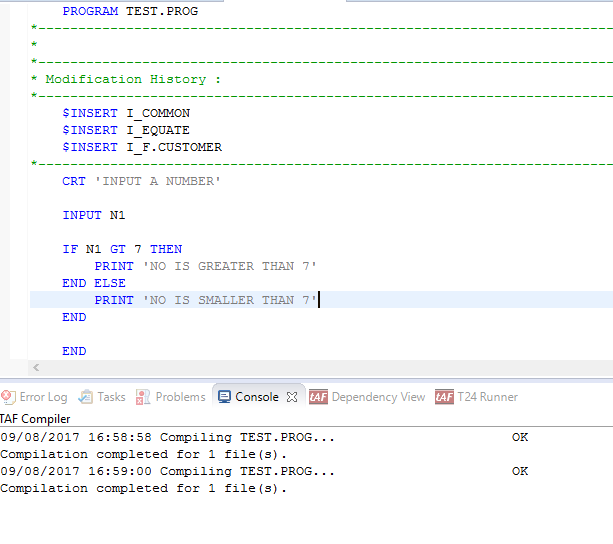 PROGRAM TEST.PROG
*-----------------------------------------------------------------------
*
*-----------------------------------------------------------------------
* Modification History :
*-----------------------------------------------------------------------
$INSERT I_COMMON
$INSERT I_EQUATE
$INSERT I_F.CUSTOMER
*-----------------------------------------------------------------------
CRT 'INPUT A NUMBER'
INPUT N1
IF N1 GT 7 THEN
PRINT 'NO IS GREATER THAN 7'
END ELSE
PRINT 'NO IS SMALLER THAN 7'
END
END
Error Log Tasks Problems Console tAF Dependency View tAF T24 Runner
TAF Compiler
09/08/2017 16:58:58 Compiling TEST.PROG... OK
Compilation completed for 1 file(s).
09/08/2017 16:59:00 Compiling TEST.PROG... OK
Compilation completed for 1 file(s).